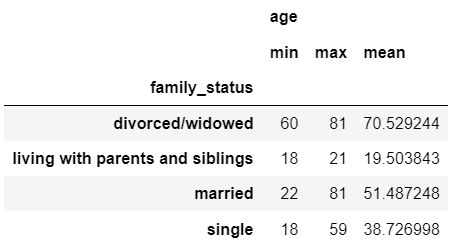 age
min max mean
family_status
divorced/widowed 60 81 70.529244
living with parents and siblings 18 21 19.503843
married 22 81 51.487248
single 18 59 38.726998